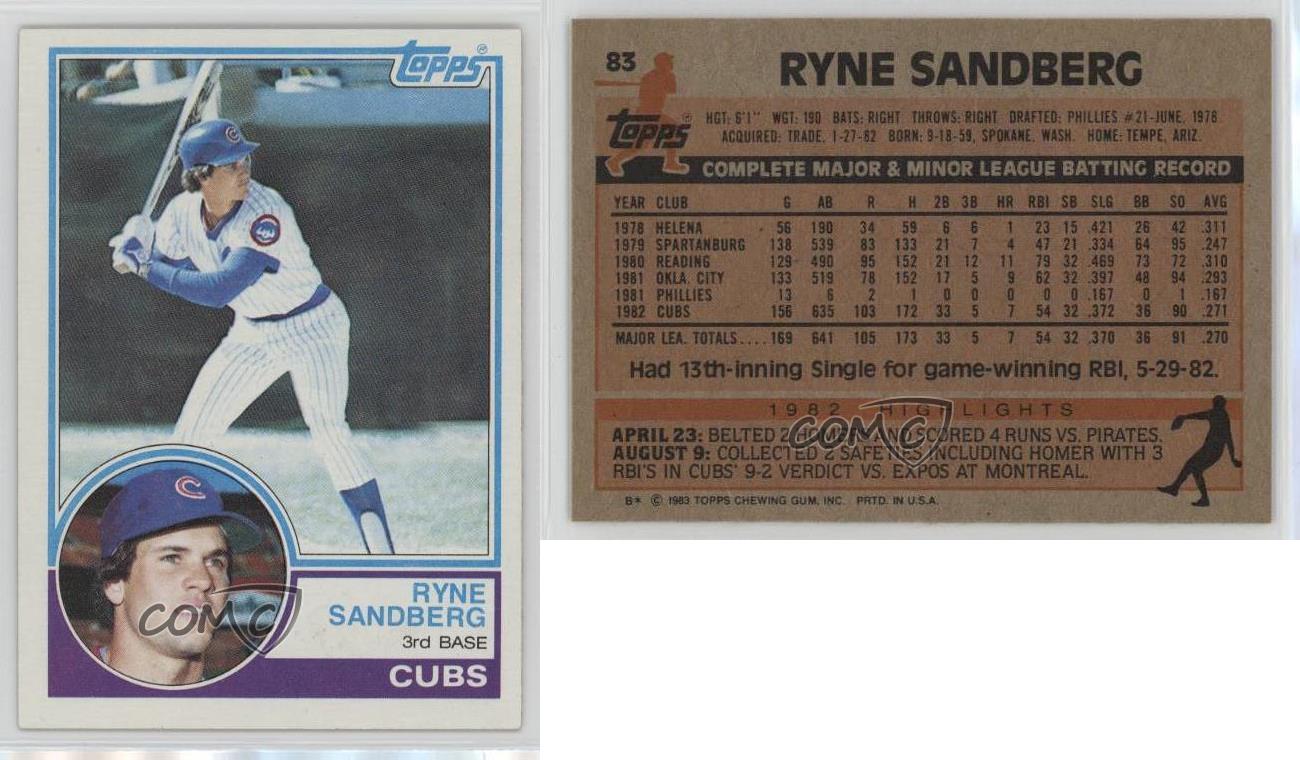 Topps®
RYNE
SANDBERG
3rd BASE
CUBS
COMC
83
RYNE SANDBERG
Topps®
HGT: 6'1" WGT: 190 BATS: RIGHT THROWS: RIGHT DRAFTED: PHILLIES #21-JUNE, 1978
ACQUIRED: TRADE, 1-27-82 BORN: 9-18-59, SPOKANE, WASH. HOME: TEMPE, ARIZ.
COMPLETE MAJOR & MINOR LEAGUE BATTING RECORD
YEAR CLUB G AB R H 2B 3B HR RBI SB SLG BB SO AVG
1978 HELENA 56 190 34 59 6 6 1 23 15 .421 26 42 .311
1979 SPARTANBURG 138 539 83 133 21 7 4 47 21 .334 64 95 .247
1980 READING 129 490 95 152 21 12 11 79 32 .469 73 72 .310
1981 OKLA. CITY 133 519 78 152 17 5 9 62 32 .397 48 94 .293
1981 PHILLIES 13 6 2 1 0 0 0 0 0 .167 0 1 .167
1982 CUBS 156 635 103 172 33 5 7 54 32 .372 36 90 .271
MAJOR LEA. TOTALS.... 169 641 105 173 33 5 7 54 32 .370 36 91 .270
Had 13th-inning Single for game-winning RBI, 5-29-82.
1982 HIGHLIGHTS
APRIL 23: BELTED 2 HOMERS AND SCORED 4 RUNS VS. PIRATES.
AUGUST 9: COLLECTED 2 SAFETIES INCLUDING HOMER WITH 3
RBI'S IN CUBS' 9-2 VERDICT VS. EXPOS AT MONTREAL.
COMC
B* © 1983 TOPPS CHEWING GUM, INC. PRTD. IN U.S.A.